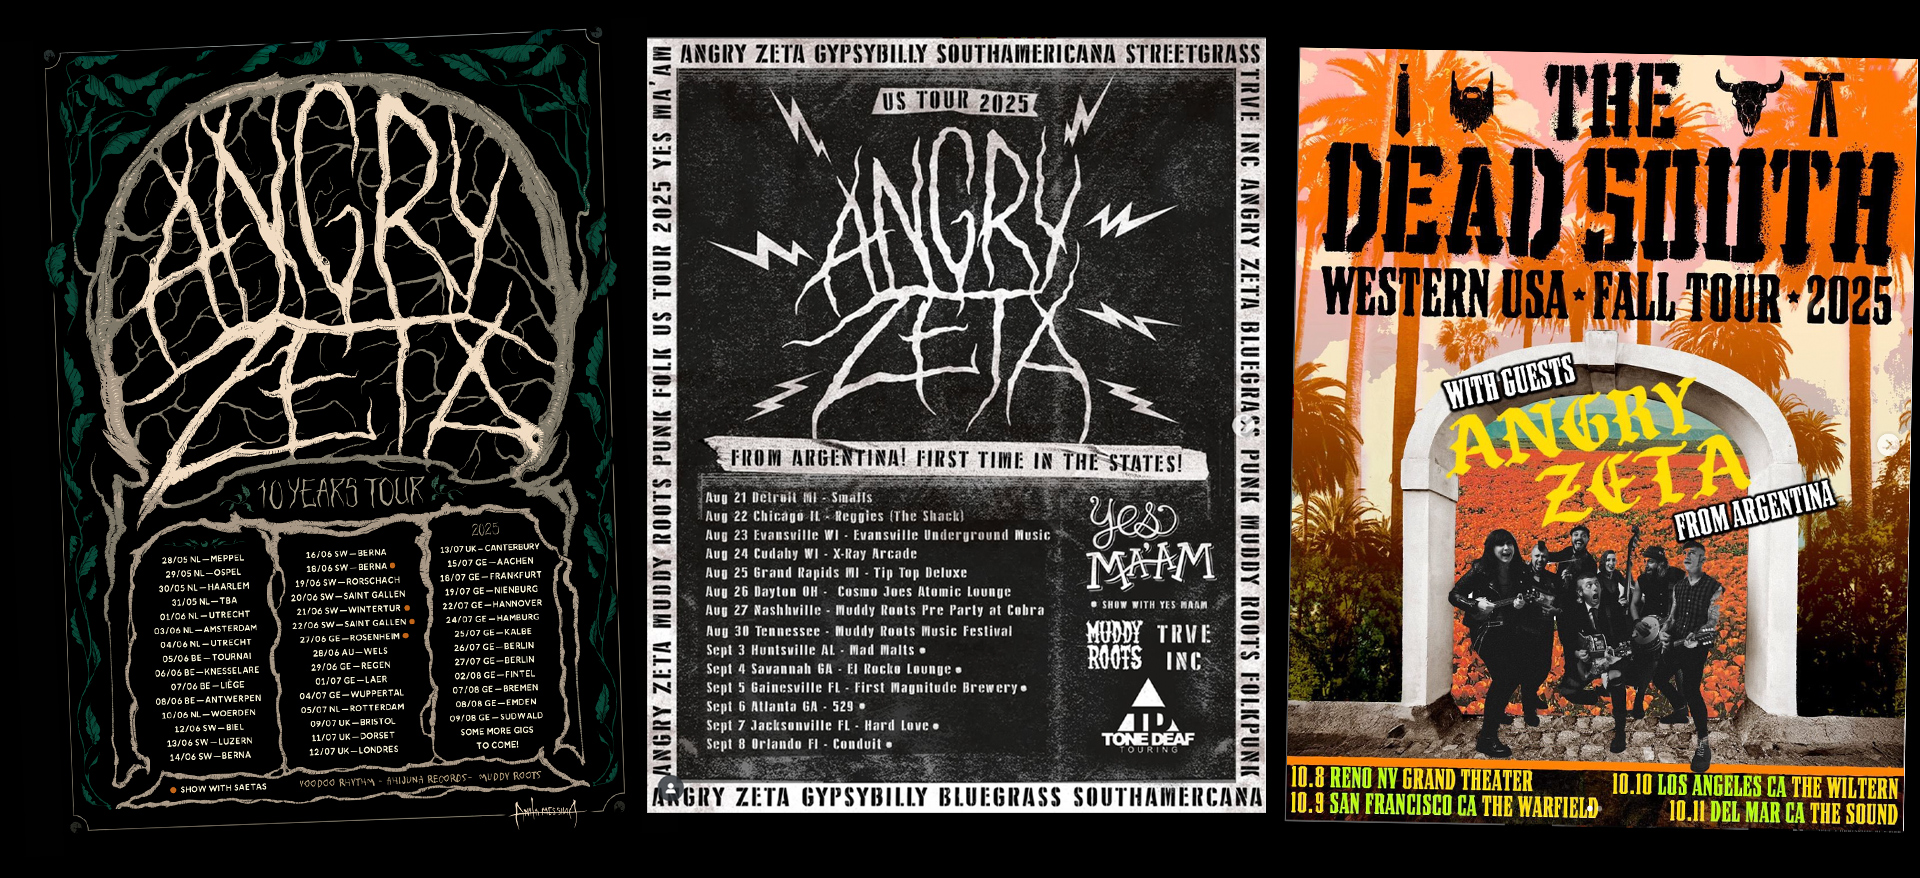 ANGRY
ZETA
10 YEARS TOUR
28/05 NL—MEPPEL
29/05 NL—OSPEL
30/05 NL—HAARLEM
31/05 NL—TBA
01/06 NL—UTRECHT
03/06 NL—AMSTERDAM
04/06 NL—UTRECHT
05/06 BE—TOURNAI
06/06 BE—KNESSELARE
07/06 BE—LIÈGE
08/06 BE—ANTWERPEN
10/06 NL—WOERDEN
12/06 SW—BIEL
13/06 SW—LUZERN
14/06 SW—BERNA
16/06 SW—BERNA
18/06 SW—BERNA
19/06 SW—RORSCHACH
20/06 SW—SAINT GALLEN
21/06 SW—WINTERTUR
22/06 SW—SAINT GALLEN
27/06 GE—ROSENHEIM
28/06 AU—WELS
29/06 GE—REGEN
01/07 GE—LAER
04/07 GE—WUPPERTAL
05/07 NL—ROTTERDAM
09/07 UK—BRISTOL
11/07 UK—DORSET
12/07 UK—LONDRES
2025
13/07 UK—CANTERBURY
15/07 GE—AACHEN
18/07 GE—FRANKFURT
19/07 GE—NIENBURG
22/07 GE—HANNOVER
24/07 GE—HAMBURG
25/07 GE—KALBE
26/07 GE—BERLIN
27/07 GE—BERLIN
02/08 GE—FINTEL
07/08 GE—BREMEN
08/08 GE—EMDEN
09/08 GE—SUDWALD
SOME MORE GIGS
TO COME!
SHOW WITH SAETAS
VOODOO RHYTHM - AHIJUNA RECORDS - MUDDY ROOTS
ANGRY ZETA GYPSYBILLY SOUTHAMERICANA STREETGRASS
ANGRY ZETA MUDDY ROOTS PUNK FOLK US TOUR 2025 YES MA'AM
TRVE INC ANGRY ZETA BLUEGRASS PUNK MUDDY ROOTS FOLKPUNK
US TOUR 2025
ANGRY
ZETA
FROM ARGENTINA! FIRST TIME IN THE STATES!
Aug 21 Detroit MI - Smalls
Aug 22 Chicago IL - Reggies (The Shack)
Aug 23 Evansville WI - Evansville Underground Music
Aug 24 Cudahy WI - X-Ray Arcade
Aug 25 Grand Rapids MI - Tip Top Deluxe
Aug 26 Dayton OH - Cosmo Joes Atomic Lounge
Aug 27 Nashhville - Muddy Roots Pre Party at Cobra
Aug 30 Tennessee - Muddy Roots Music Festival
Sept 3 Huntsville AL - Mad Malts •
Sept 4 Savannah GA - El Rocko Lounge •
Sept 5 Gainesville FL - First Magnitude Brewery •
Sept 6 Atlanta GA - 529 •
Sept 7 Jacksonville FL - Hard Love •
Sept 8 Orlando Fl - Conduit •
Yes
MA'AM
• SHOW WITH YES MAAM
MUDDY
ROOTS
TRVE
INC
TD
TONE DEAF
TOURING
ANGRY ZETA GYPSYBILLY BLUEGRASS SOUTHAMERCANA
THE
DEAD SOUTH
WESTERN USA ★ FALL TOUR ★ 2025
WITH GUESTS
ANGRY
ZETA
FROM ARGENTINA
10.8 RENO NV GRAND THEATER
10.9 SAN FRANCISCO CA THE WARFIELD
10.10 LOS ANGELES CA THE WILTERN
10.11 DEL MAR CA THE SOUND